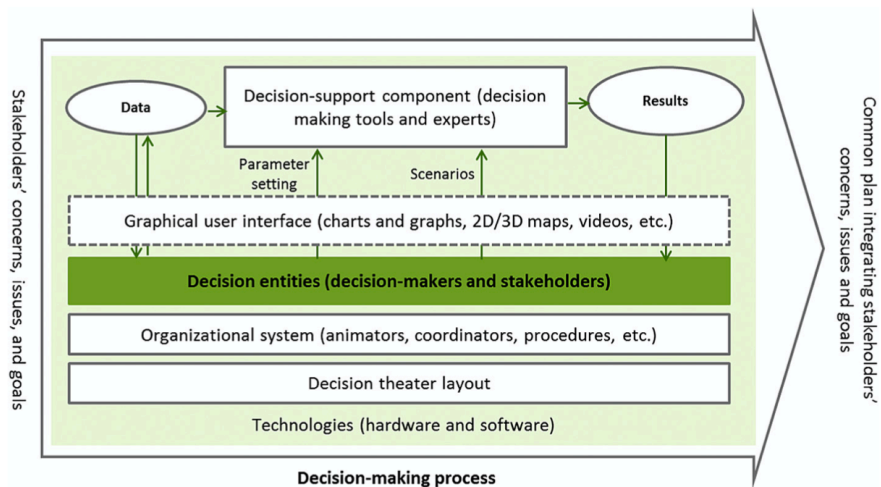 Stakeholders' concerns, issues, and goals
Data
Decision-support component (decision
making tools and experts)
Results
Parameter
setting
Scenarios
Graphical user interface (charts and graphs, 2D/3D maps, videos, etc.)
Decision entities (decision-makers and stakeholders)
Organizational system (animators, coordinators, procedures, etc.)
Decision theater layout
Technologies (hardware and software)
Decision-making process
Common plan integrating stakeholders'
concerns, issues and goals